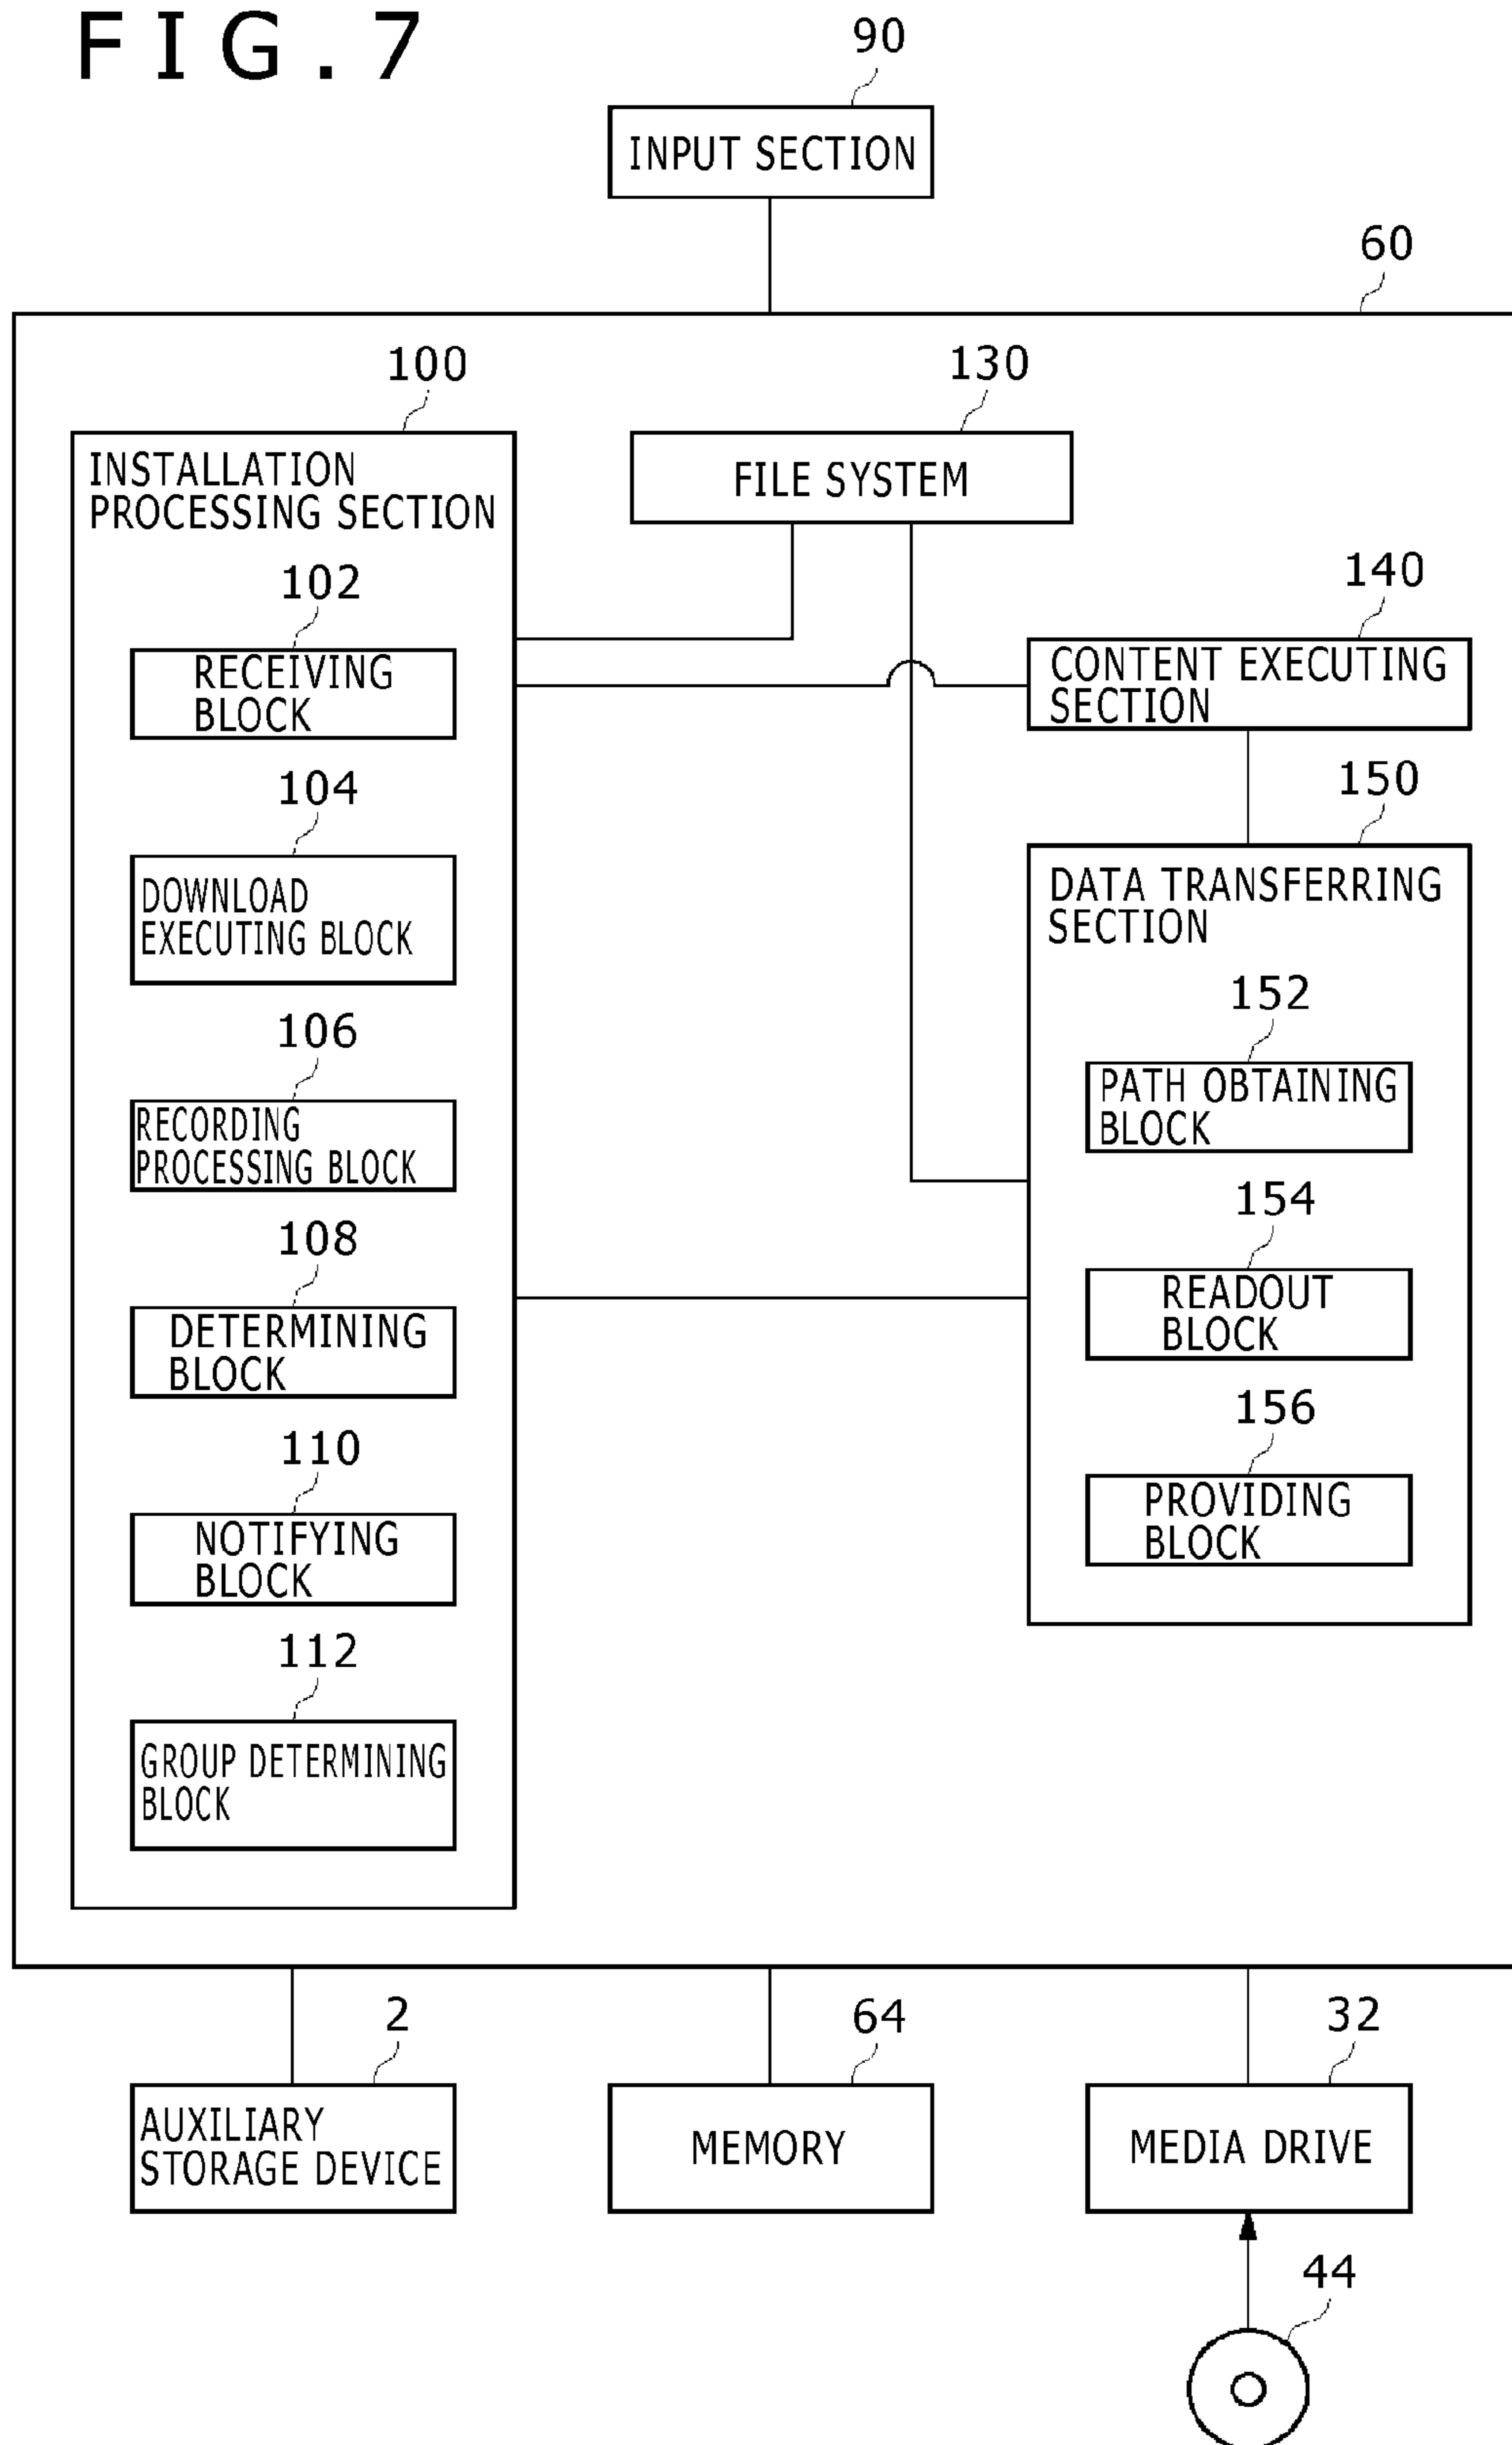 FIG.7
90
INPUT SECTION
60
100
130
INSTALLATION
PROCESSING SECTION
FILE SYSTEM
102
RECEIVING
BLOCK
140
CONTENT EXECUTING
SECTION
104
DOWNLOAD
EXECUTING BLOCK
150
DATA TRANSFERRING
SECTION
106
RECORDING
PROCESSING BLOCK
152
PATH OBTAINING
BLOCK
108
DETERMINING
BLOCK
154
READOUT
BLOCK
110
NOTIFYING
BLOCK
156
PROVIDING
BLOCK
112
GROUP DETERMINING
BLOCK
2
AUXILIARY
STORAGE DEVICE
64
MEMORY
32
MEDIA DRIVE
44